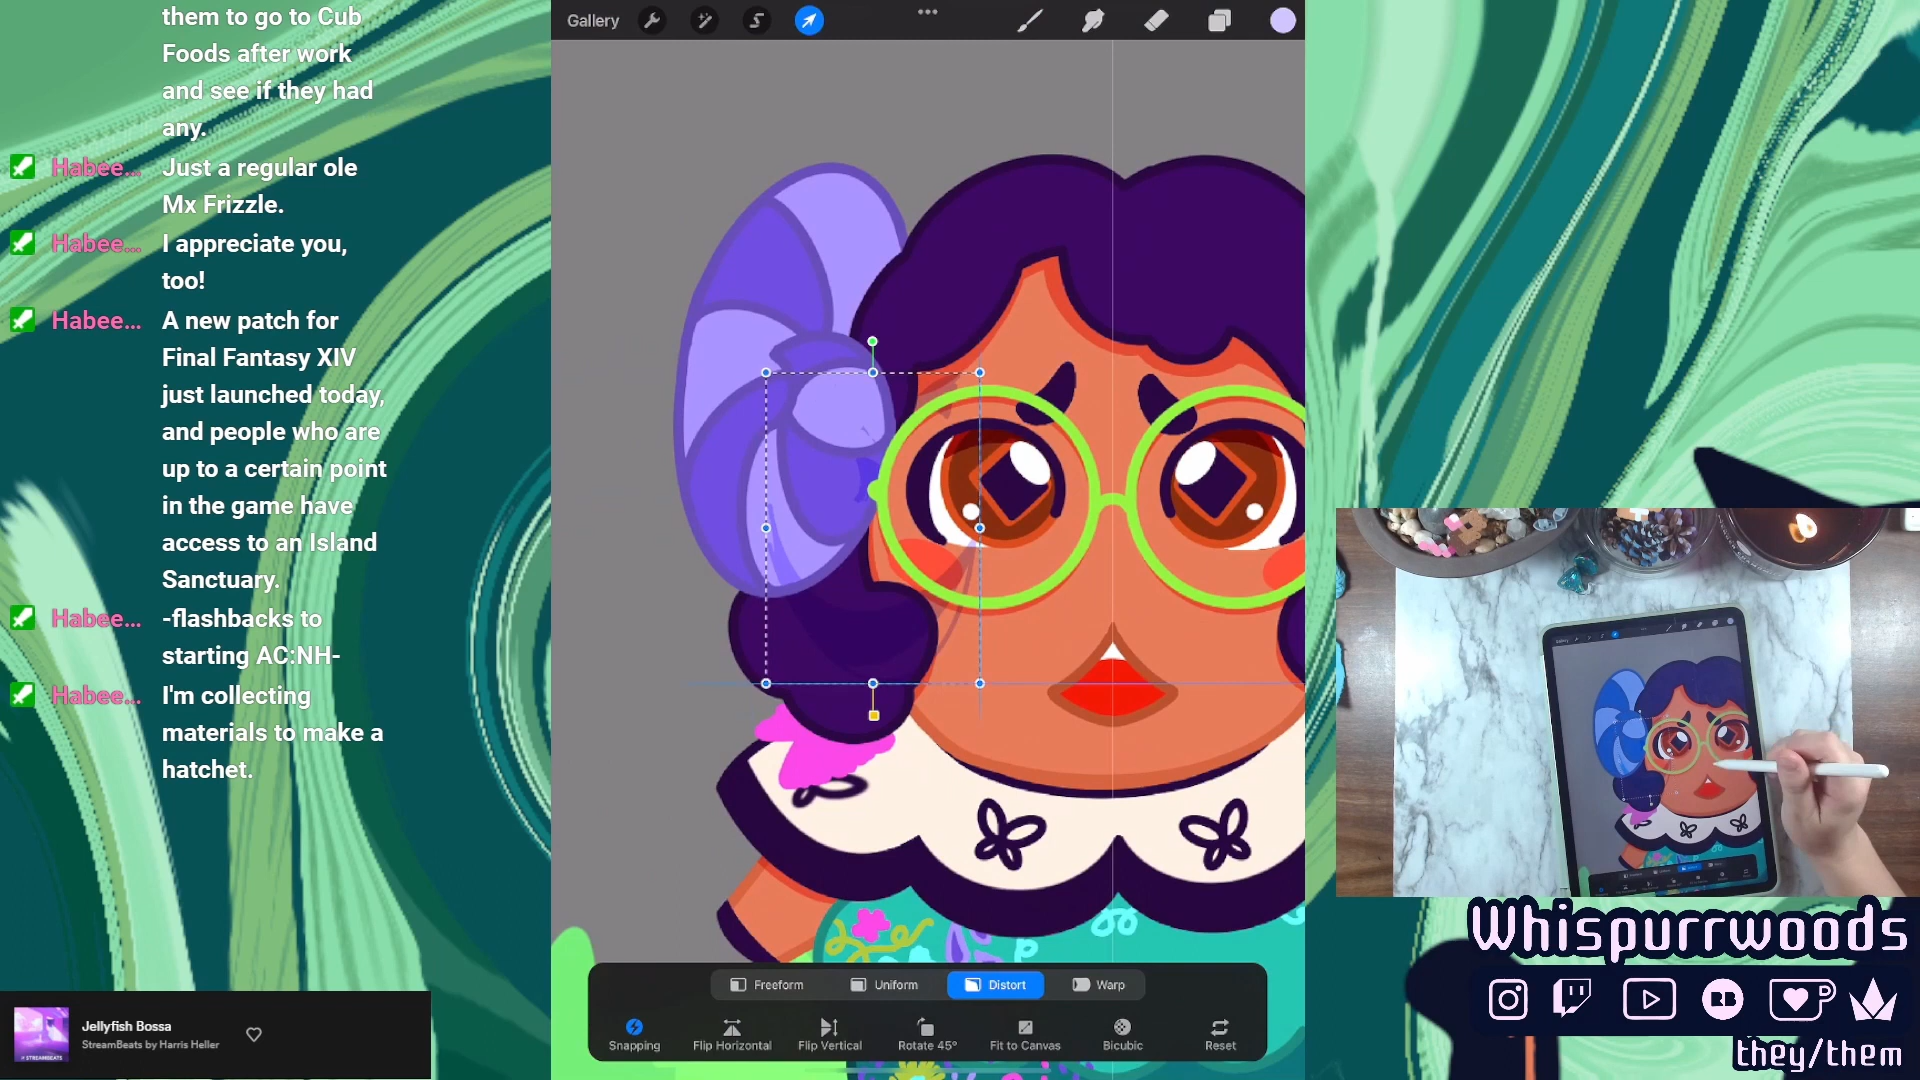 them to go to Cub
Foods after work
and see if they had
any.
Habee... Just a regular ole
Mx Frizzle.
Habee... I appreciate you,
too!
Habee... A new patch for
Final Fantasy XIV
just launched today,
and people who are
up to a certain point
in the game have
access to an Island
Sanctuary.
Habee... -flashbacks to
starting AC:NH-
Habee... I'm collecting
materials to make a
hatchet.
Jellyfish Bossa
StreamBeats by Harris Heller
STREAMBEATS
Gallery
Freeform Uniform Distort Warp
Snapping Flip Horizontal Flip Vertical Rotate 45° Fit to Canvas Bicubic Reset
Whispurrwoods
RB
they/them